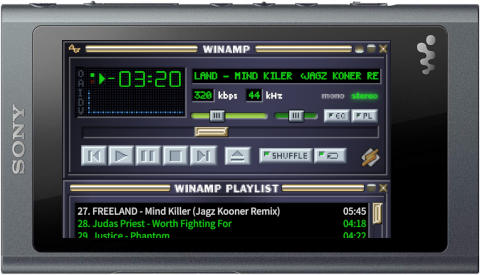 WINAMP
-03:20
LAND - MIND KILER (JAGZ KONER RE
O
A
I
D
V
320 kbps 44 kHz
mono stereo
EQ PL
SHUFFLE
WINAMP PLAYLIST
27. FREELAND - Mind Killer (Jagz Kooner Remix) 05:45
28. Judas Priest - Worth Fighting For 04:18
29. Justice - Phantom 04:22
SONY